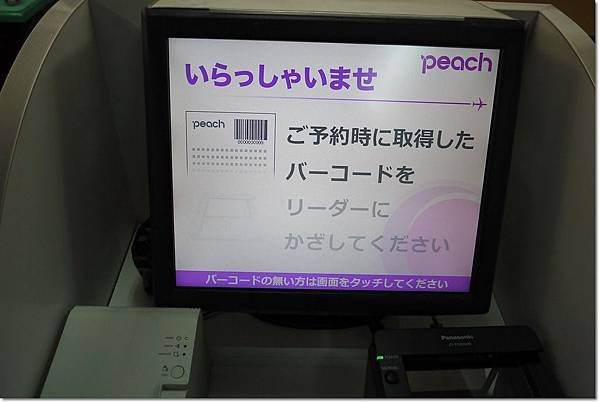 peach
いらっしゃいませ
peach
0000000000
ご予約時に取得した
バーコードを
リーダーに
かざしてください
バーコードの無い方は画面をタッチしてください
Panasonic